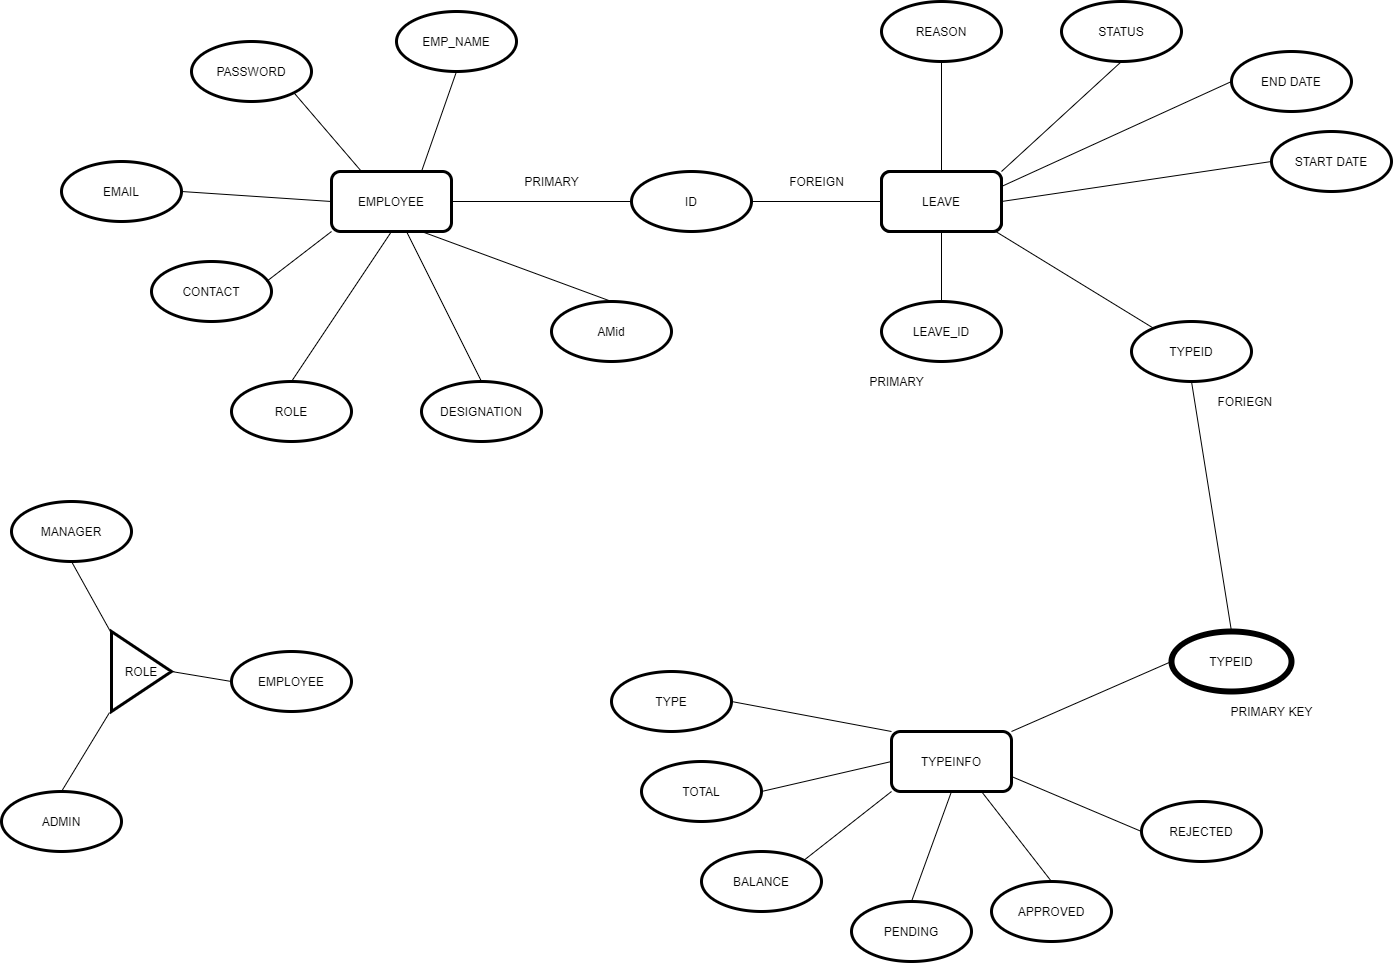 REASON
STATUS
EMP_NAME
PASSWORD
END DATE
START DATE
EMAIL
PRIMARY
FOREIGN
EMPLOYEE
ID
LEAVE
CONTACT
AMid
LEAVE_ID
TYPEID
PRIMARY
FORIEGN
ROLE
DESIGNATION
MANAGER
ROLE
EMPLOYEE
ADMIN
TYPEID
PRIMARY KEY
TYPE
TYPEINFO
TOTAL
REJECTED
BALANCE
APPROVED
PENDING